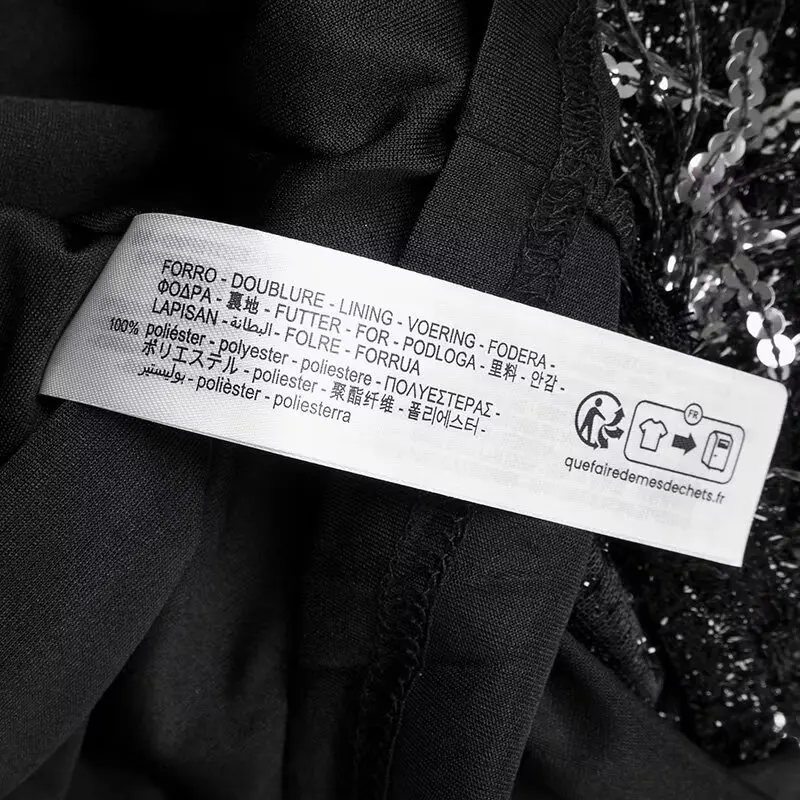 FORRO - DOUBLURE - LINING - VOERING - FODERA -
ΦΟΔΡΑ - 裏地 - FUTTER - FOR - PODLOGA - 里料 - 안감 -
LAPISAN - البطانة - FOLRE - FORRUA
100% poliéster - polyester - poliestere - ΠΟΛΥΕΣΤΕΡΑΣ -
ポリエステル - poliester - 聚酯纤维 - 폴리에스터 -
بوليستير - polièster - poliesterra
FR
quefairedemesdechets.fr